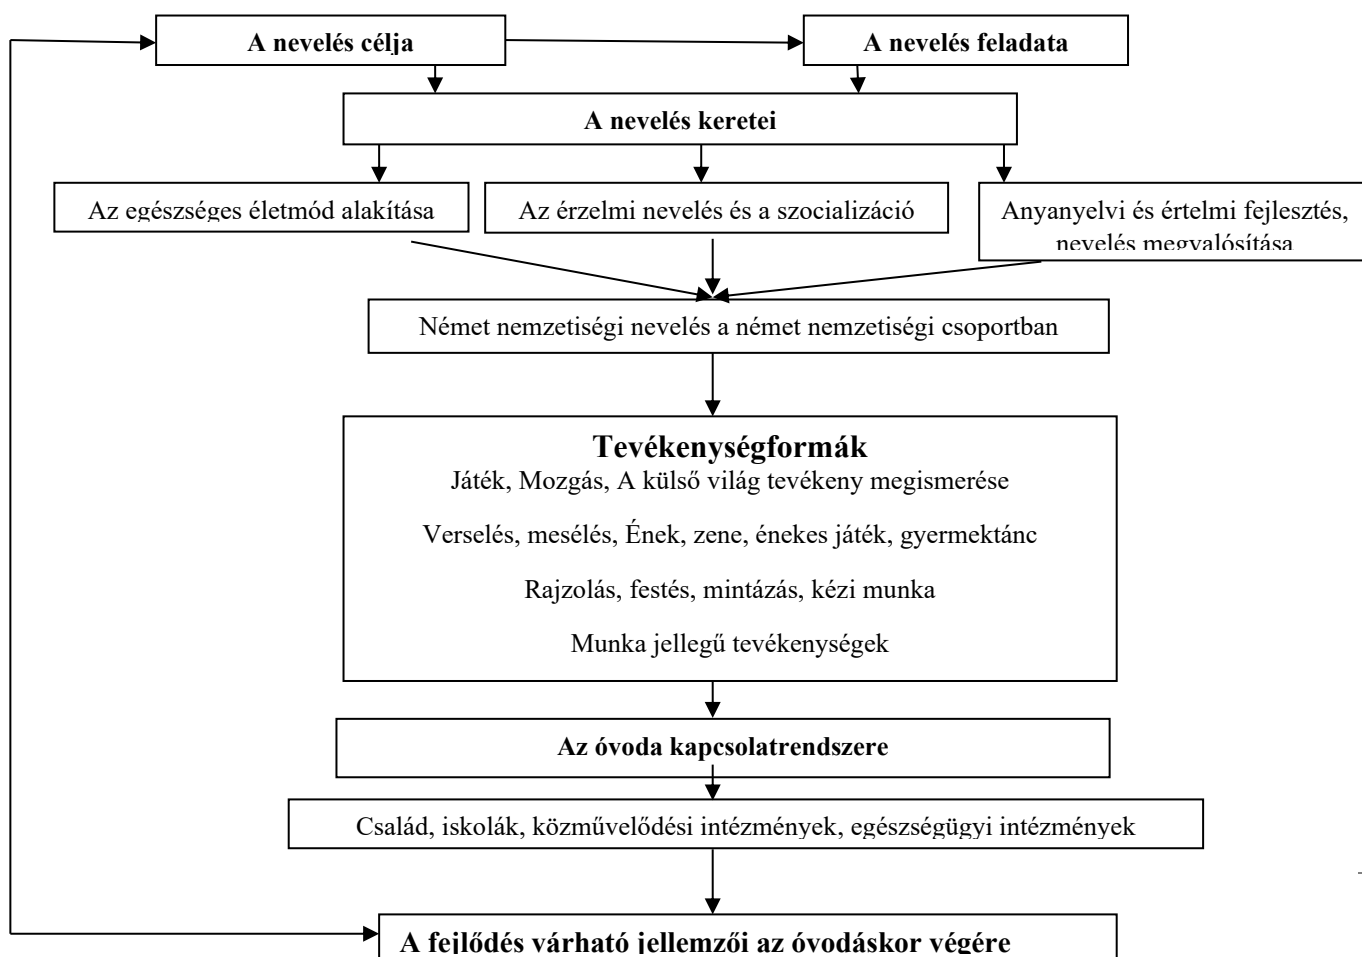 A nevelés célja
A nevelés feladata
A nevelés keretei
Az egészséges életmód alakítása
Az érzelmi nevelés és a szocializáció
Anyanyelvi és értelmi fejlesztés,
nevelés megvalósítása
Német nemzetiségi nevelés a német nemzetiségi csoportban
Tevékenységformák
Játék, Mozgás, A külső világ tevékeny megismerése
Verselés, mesélés, Ének, zene, énekes játék, gyermektánc
Rajzolás, festés, mintázás, kézi munka
Munka jellegű tevékenységek
Az óvoda kapcsolatrendszere
Család, iskolák, közművelődési intézmények, egészségügyi intézmények
A fejlődés várható jellemzői az óvodáskor végére